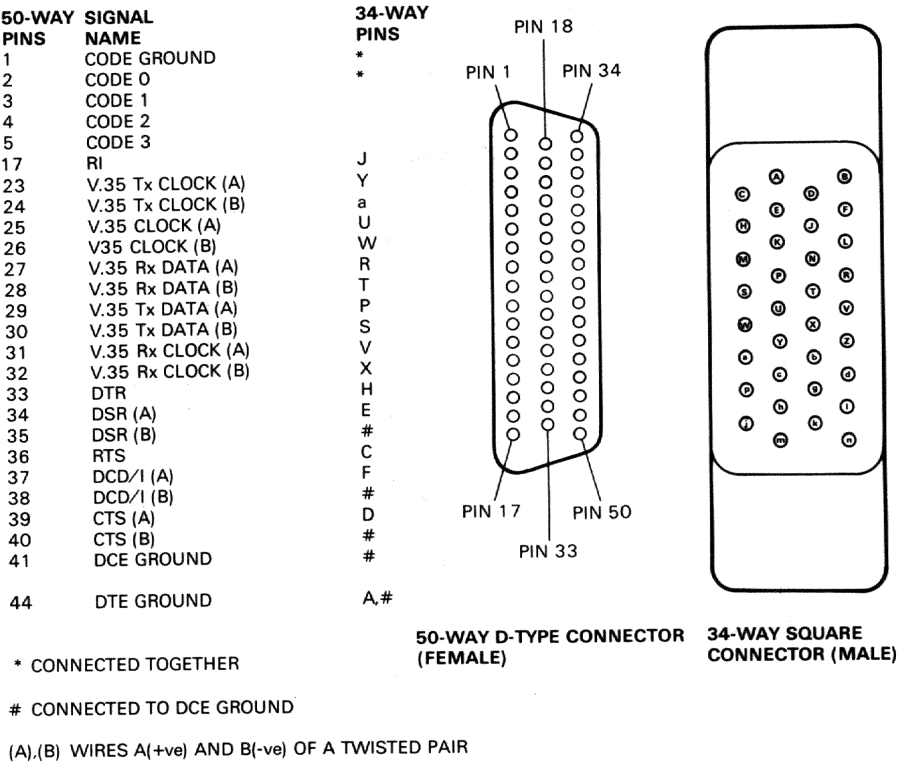 50-WAY SIGNAL 34-WAY
PINS NAME PINS
1 CODE GROUND *
2 CODE 0 *
3 CODE 1
4 CODE 2
5 CODE 3
17 RI J
23 V.35 Tx CLOCK (A) Y
24 V.35 Tx CLOCK (B) a
25 V.35 CLOCK (A) U
26 V35 CLOCK (B) W
27 V.35 Rx DATA (A) R
28 V.35 Rx DATA (B) T
29 V.35 Tx DATA (A) P
30 V.35 Tx DATA (B) S
31 V.35 Rx CLOCK (A) V
32 V.35 Rx CLOCK (B) X
33 DTR H
34 DSR (A) E
35 DSR (B) #
36 RTS C
37 DCD/I (A) F
38 DCD/I (B) #
39 CTS (A) D
40 CTS (B) #
41 DCE GROUND #
44 DTE GROUND A,#
* CONNECTED TOGETHER
# CONNECTED TO DCE GROUND
(A),(B) WIRES A(+ve) AND B(-ve) OF A TWISTED PAIR
PIN 18
PIN 1 PIN 34
PIN 17 PIN 50
PIN 33
50-WAY D-TYPE CONNECTOR
(FEMALE)
A B
C D
E F
H J
K L
M N
P R
S T
U V
W X
Y Z
a b
c d
p g
h i
j k
m n
34-WAY SQUARE
CONNECTOR (MALE)